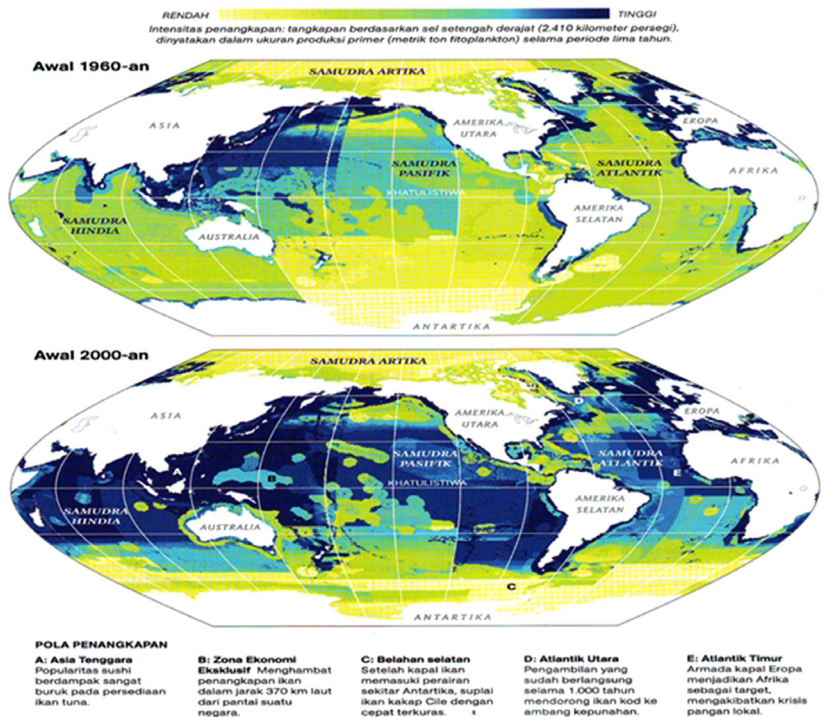 RENDAH TINGGI
Intensitas penangkapan: tangkapan berdasarkan sel setengah derajat (2.410 kilometer persegi),
dinyatakan dalam ukuran produksi primer (metrik ton fitoplankton) selama periode lima tahun.
Awal 1960-an
SAMUDRA ARTIKA
ASIA
AMERIKA
UTARA
EROPA
SAMUDRA
PASIFIK
SAMUDRA
ATLANTIK
AFRIKA
KHATULISTIWA
SAMUDRA
HINDIA
AUSTRALIA
AMERIKA
SELATAN
ANTARTIKA
Awal 2000-an
SAMUDRA ARTIKA
D
ASIA
AMERIKA
UTARA
EROPA
SAMUDRA
PASIFIK
SAMUDRA
ATLANTIK
AFRIKA
A
B
E
KHATULISTIWA
SAMUDRA
HINDIA
AUSTRALIA
AMERIKA
SELATAN
C
ANTARTIKA
POLA PENANGKAPAN
A: Asia Tenggara
Popularitas sushi
berdampak sangat
buruk pada persediaan
ikan tuna.
B: Zona Ekonomi
Eksklusif Menghambat
penangkapan ikan
dalam jarak 370 km laut
dari pantai suatu
negara.
C: Belahan selatan
Setelah kapal ikan
memasuki perairan
sekitar Antartika, suplai
ikan kakap Cile dengan
cepat terkuras.
D: Atlantik Utara
Pengambilan yang
sudah berlangsung
selama 1.000 tahun
mendorong ikan kod ke
ambang kepunahan.
E: Atlantik Timur
Armada kapal Eropa
menjadikan Afrika
sebagai target,
mengakibatkan krisis
pangan lokal.